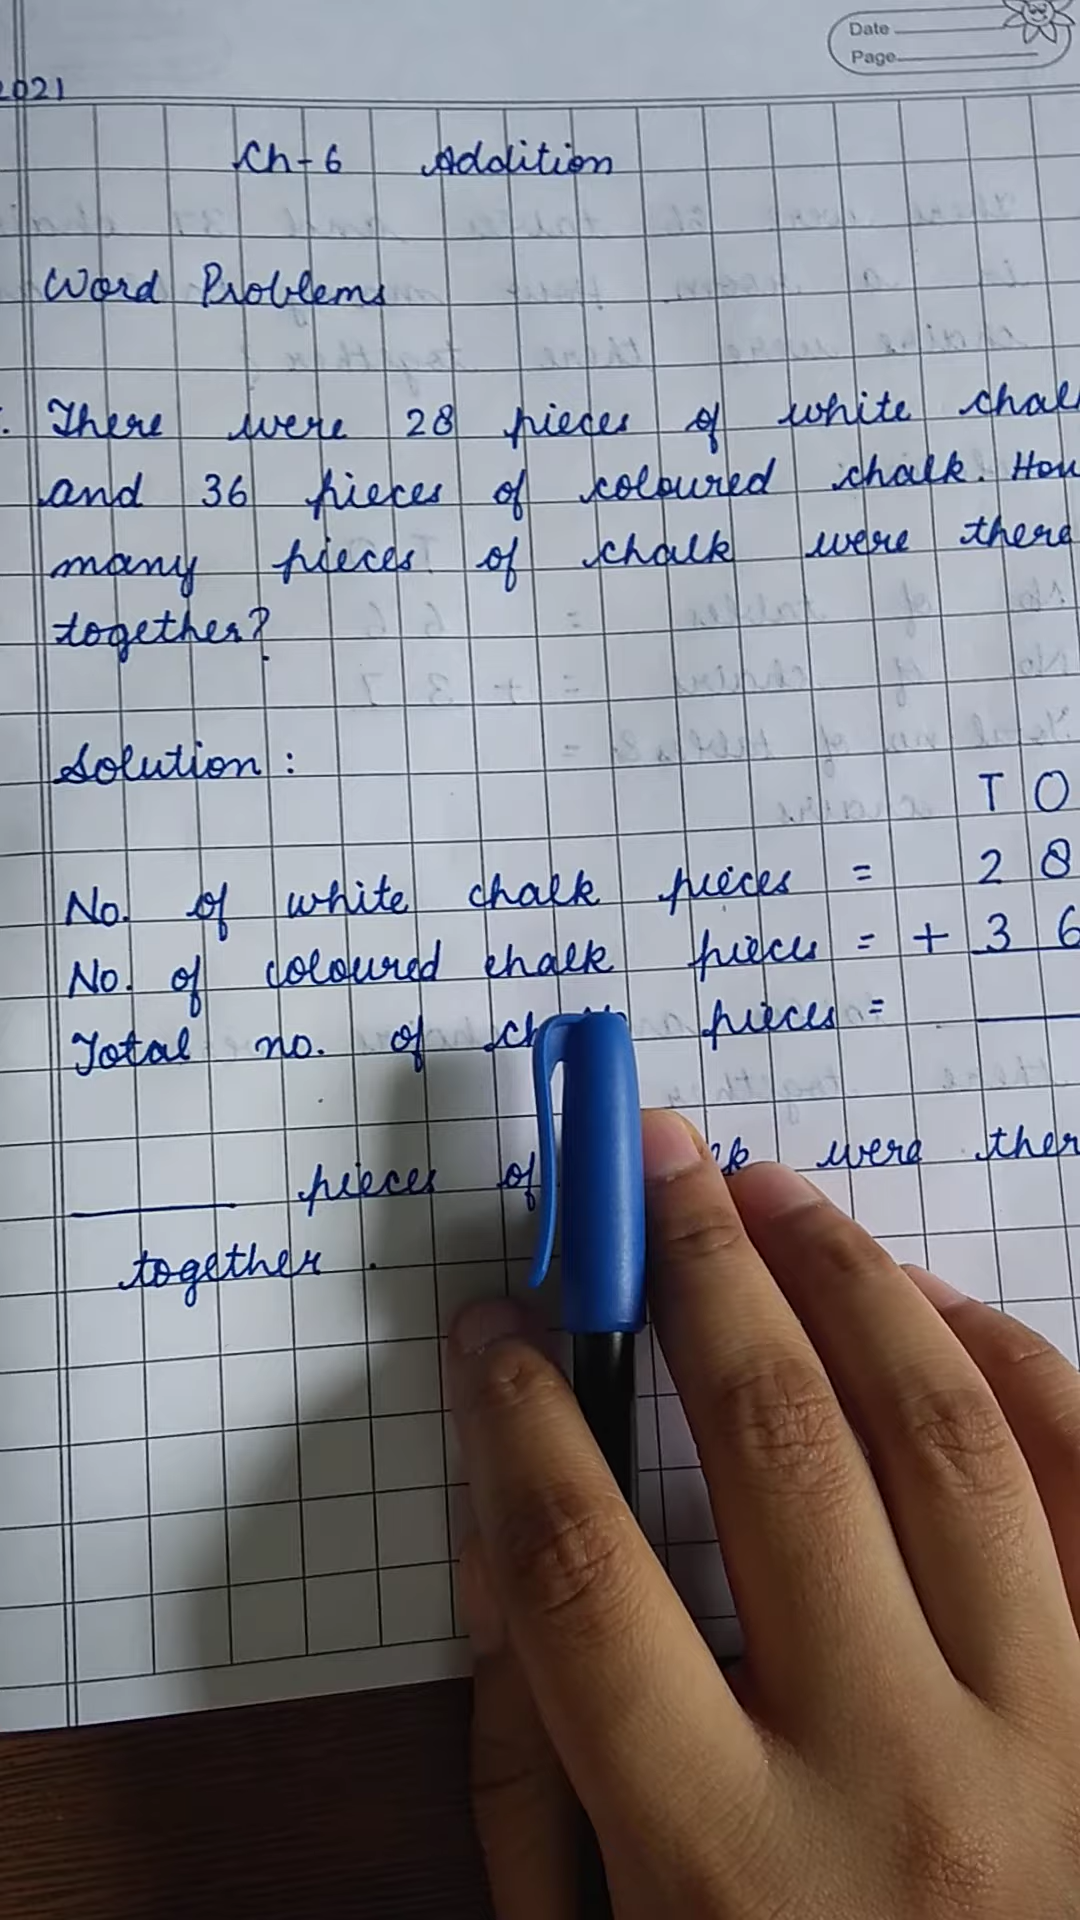 Date
Page
2021
Ch-6 Addition
Word Problems
There were 28 pieces of white chal
and 36 pieces of coloured chalk. How
many pieces of chalk were there
together?
Solution:
T O
No. of white chalk pieces = 2 8
No. of coloured chalk pieces = + 3 6
Total no. of pieces =
pieces of were ther
together.